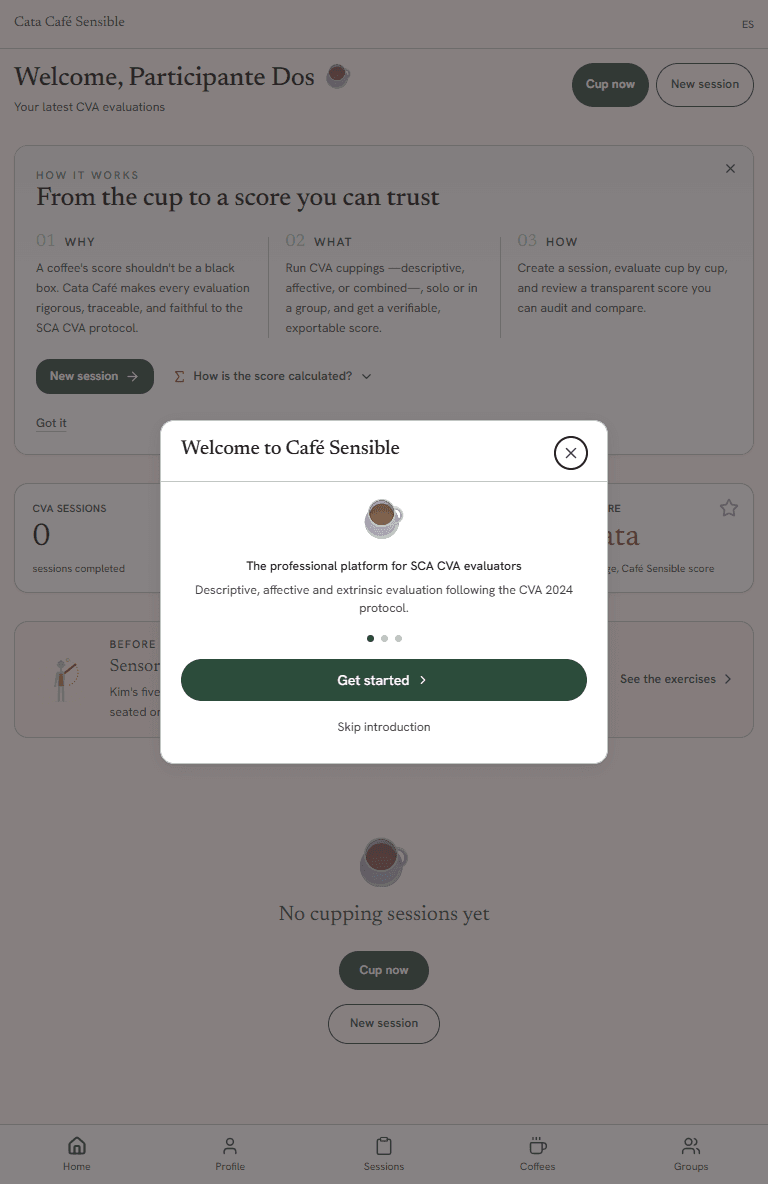 Cata Café Sensible
ES
Welcome, Participante Dos
Your latest CVA evaluations
Cup now
New session
HOW IT WORKS
From the cup to a score you can trust
01 WHY
A coffee's score shouldn't be a black
box. Cata Café makes every evaluation
rigorous, traceable, and faithful to the
SCA CVA protocol.
02 WHAT
Run CVA cuppings —descriptive,
affective, or combined—, solo or in
a group, and get a verifiable,
exportable score.
03 HOW
Create a session, evaluate cup by cup,
and review a transparent score you
can audit and compare.
New session
Σ How is the score calculated?
Got it
Welcome to Café Sensible
The professional platform for SCA CVA evaluators
Descriptive, affective and extrinsic evaluation following the CVA 2024
protocol.
Get started
Skip introduction
CVA SESSIONS
0
sessions completed
Café Sensible score
BEFORE
Kim's five
seated
See the exercises
No cupping sessions yet
Cup now
New session
Home
Profile
Sessions
Coffees
Groups